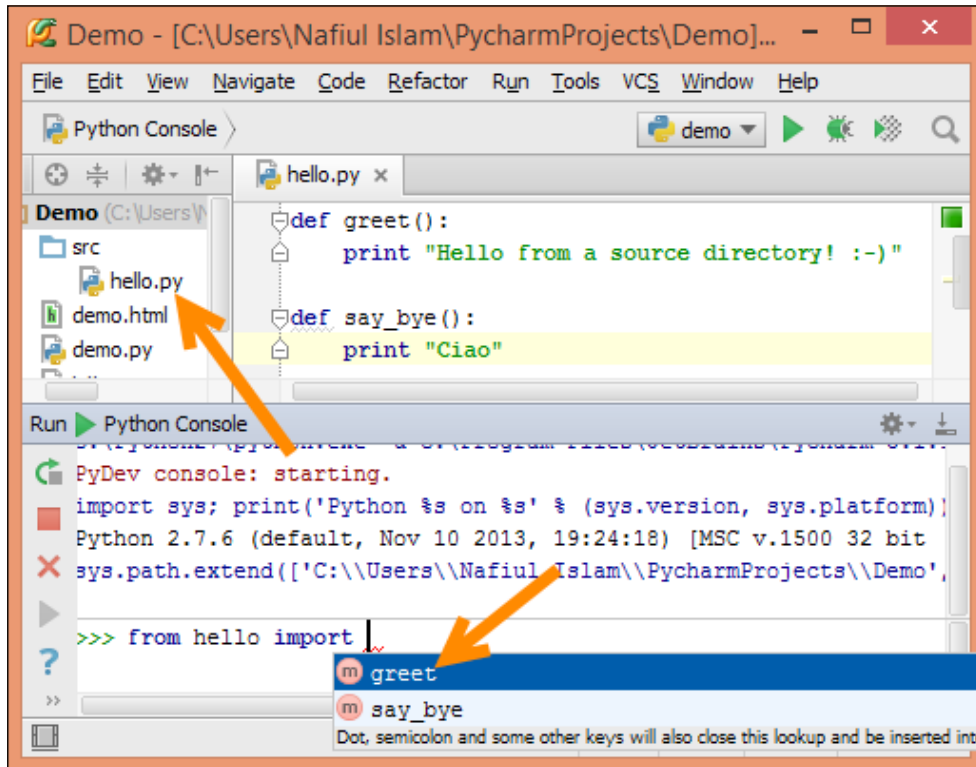 Demo - [C:\Users\Nafiul Islam\PycharmProjects\Demo]...
File Edit View Navigate Code Refactor Run Tools VCS Window Help
Python Console demo
hello.py
Demo (C:\Users\
src
hello.py
demo.html
demo.py
def greet():
print "Hello from a source directory! :-)"
def say_bye():
print "Ciao"
Run Python Console
PyDev console: starting.
import sys; print('Python %s on %s' % (sys.version, sys.platform))
Python 2.7.6 (default, Nov 10 2013, 19:24:18) [MSC v.1500 32 bit
sys.path.extend(['C:\\Users\\Nafiul Islam\\PycharmProjects\\Demo',
>>> from hello import
m greet
m say_bye
Dot, semicolon and some other keys will also close this lookup and be inserted int